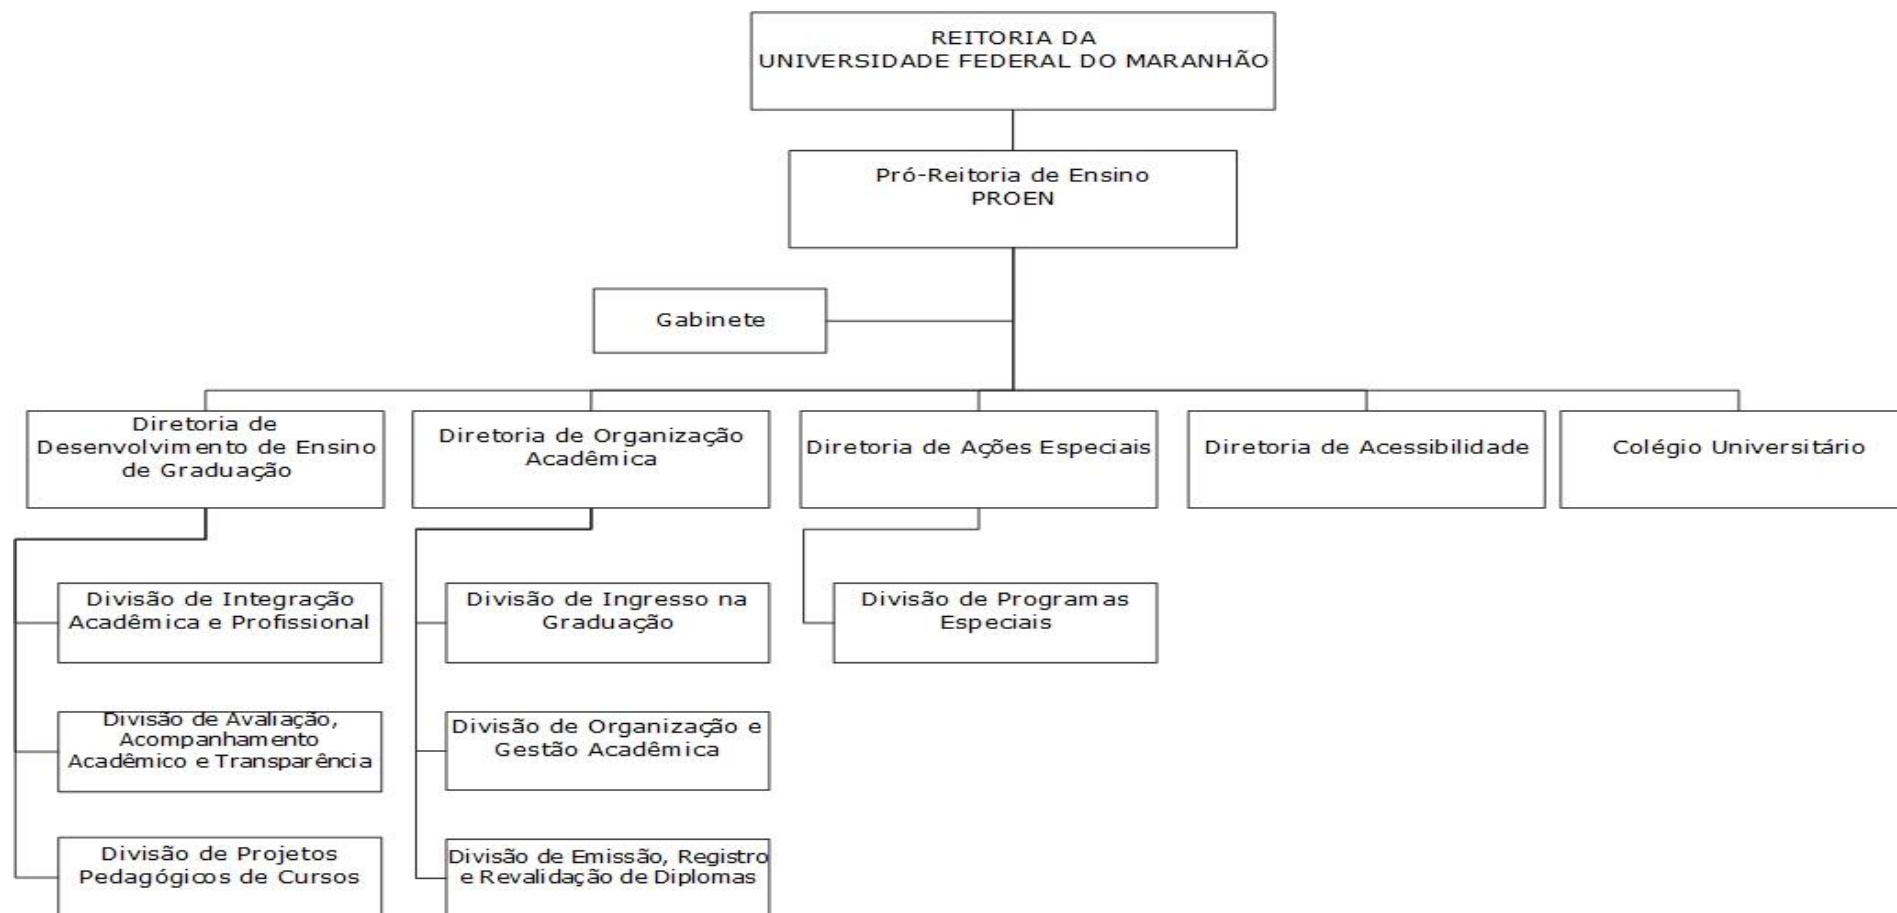 REITORIA DA
UNIVERSIDADE FEDERAL DO MARANHÃO
Pró-Reitoria de Ensino
PROEN
Gabinete
Diretoria de
Desenvolvimento de Ensino
de Graduação
Diretoria de Organização
Acadêmica
Diretoria de Ações Especiais
Diretoria de Acessibilidade
Colégio Universitário
Divisão de Integração
Acadêmica e Profissional
Divisão de Ingresso na
Graduação
Divisão de Programas
Especiais
Divisão de Avaliação,
Acompanhamento
Acadêmico e Transparência
Divisão de Organização e
Gestão Acadêmica
Divisão de Projetos
Pedagógicos de Cursos
Divisão de Emissão, Registro
e Revalidação de Diplomas